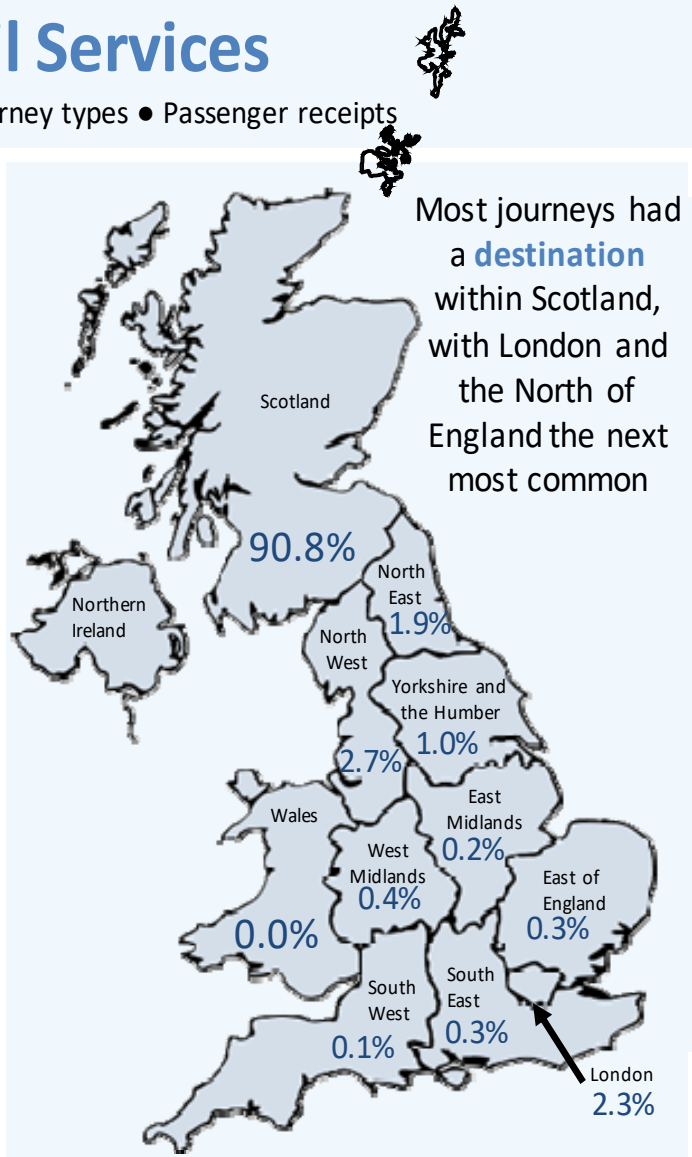 l Services
rney types ● Passenger receipts
Most journeys had
a destination
within Scotland,
with London and
the North of
England the next
most common
Scotland
90.8%
North
East
1.9%
Northern
Ireland
North
West
2.7%
Yorkshire and
the Humber
1.0%
East
Midlands
0.2%
Wales
0.0%
West
Midlands
0.4%
East of
England
0.3%
South
West
0.1%
South
East
0.3%
London
2.3%